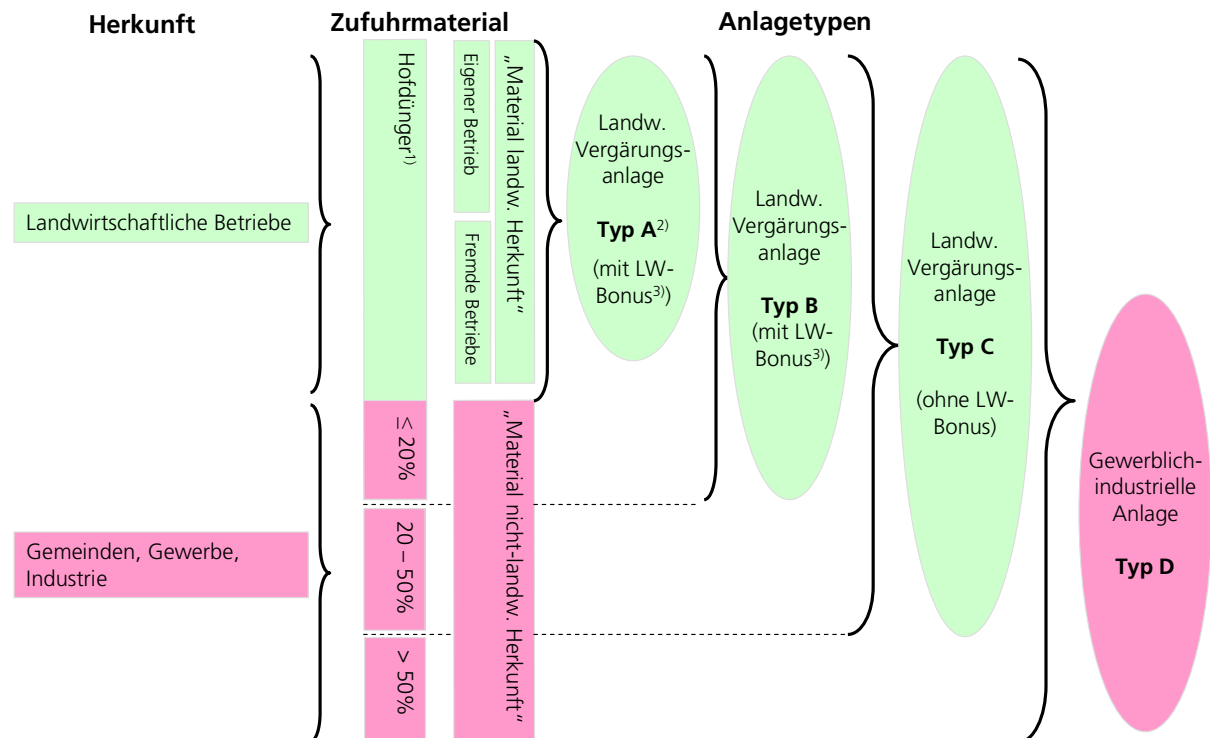 Herkunft
Zufuhrmaterial
Anlagetypen
Landwirtschaftliche Betriebe
Gemeinden, Gewerbe,
Industrie
Hofdünger1)
≤ 20%
20 – 50%
> 50%
Eigener Betrieb
Fremde Betriebe
„Material landw. Herkunft“
„Material nicht-landw. Herkunft“
Landw.
Vergärungs-
anlage
Typ A2)
(mit LW-
Bonus3))
Landw.
Vergärungs-
anlage
Typ B
(mit LW-
Bonus3))
Landw.
Vergärungs-
anlage
Typ C
(ohne LW-
Bonus)
Gewerblich-
industrielle
Anlage
Typ D